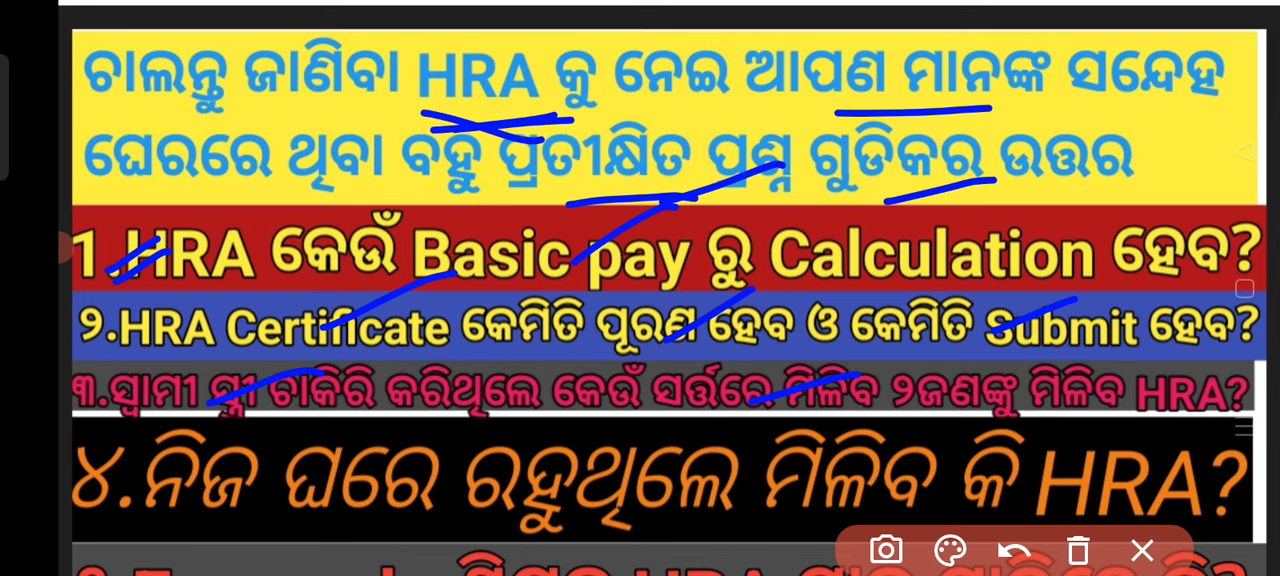 ଚାଲନ୍ତୁ ଜାଣିବା HRA କୁ ନେଇ ଆପଣ ମାନଙ୍କ ସନ୍ଦେହ
ଘେରରେ ଥିବା ବହୁ ପ୍ରତୀକ୍ଷିତ ପ୍ରଶ୍ନ ଗୁଡିକର ଉତ୍ତର
1.HRA କେଉଁ Basic pay ରୁ Calculation ହେବ?
୨.HRA Certificate କେମିତି ପୂରଣ ହେବ ଓ କେମିତି Submit ହେବ?
୩.ସ୍ୱାମୀ ସ୍ତ୍ରୀ ଚାକିରି କରିଥିଲେ କେଉଁ ସର୍ତ୍ତରେ ମିଳିବ ୨ଜଣଙ୍କୁ ମିଳିବ HRA?
୪.ନିଜ ଘରେ ରହୁଥିଲେ ମିଳିବ କି HRA?